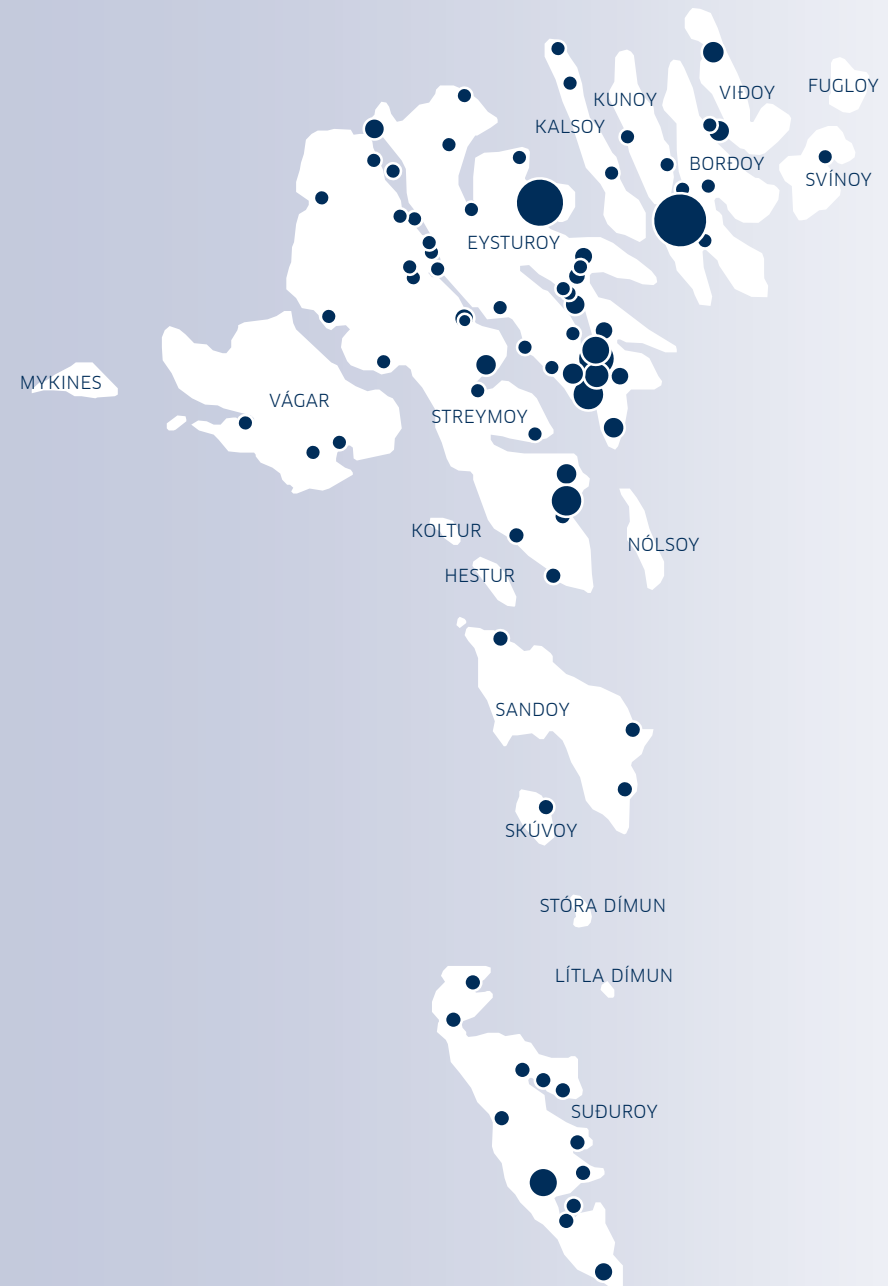 FUGLOY
VIÐOY
KUNOY
KALSOY
BORÐOY
SVÍNOY
EYSTUROY
MYKINES
VÁGAR
STREYMOY
KOLTUR
NÓLSOY
HESTUR
SANDOY
SKÚVOY
STÓRA DÍMUN
LÍTLA DÍMUN
SUÐUROY